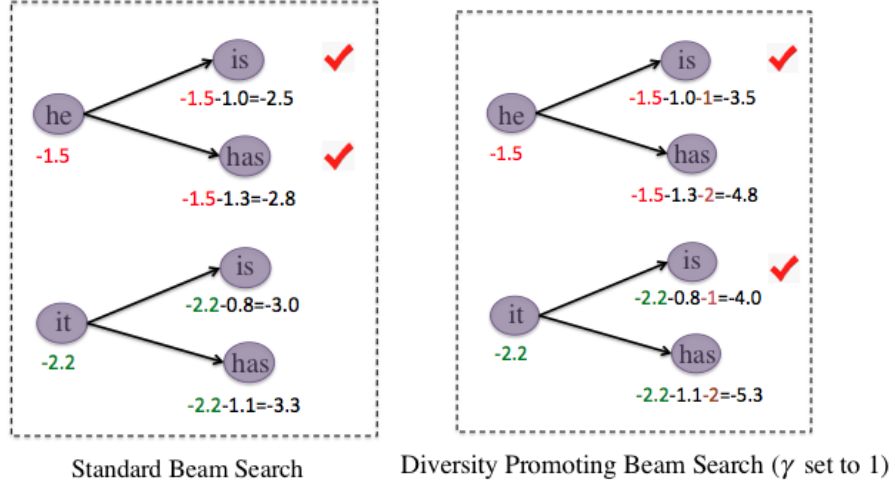 is
-1.5-1.0=-2.5
he
-1.5
has
-1.5-1.3=-2.8
is
-2.2-0.8=-3.0
it
-2.2
has
-2.2-1.1=-3.3
Standard Beam Search
is
-1.5-1.0-1=-3.5
he
-1.5
has
-1.5-1.3-2=-4.8
is
-2.2-0.8-1=-4.0
it
-2.2
has
-2.2-1.1-2=-5.3
Diversity Promoting Beam Search (γ set to 1)